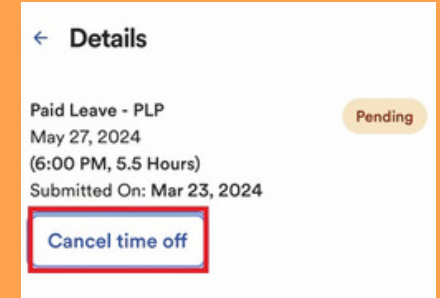 ← Details
Paid Leave - PLP
Pending
May 27, 2024
(6:00 PM, 5.5 Hours)
Submitted On: Mar 23, 2024
Cancel time off